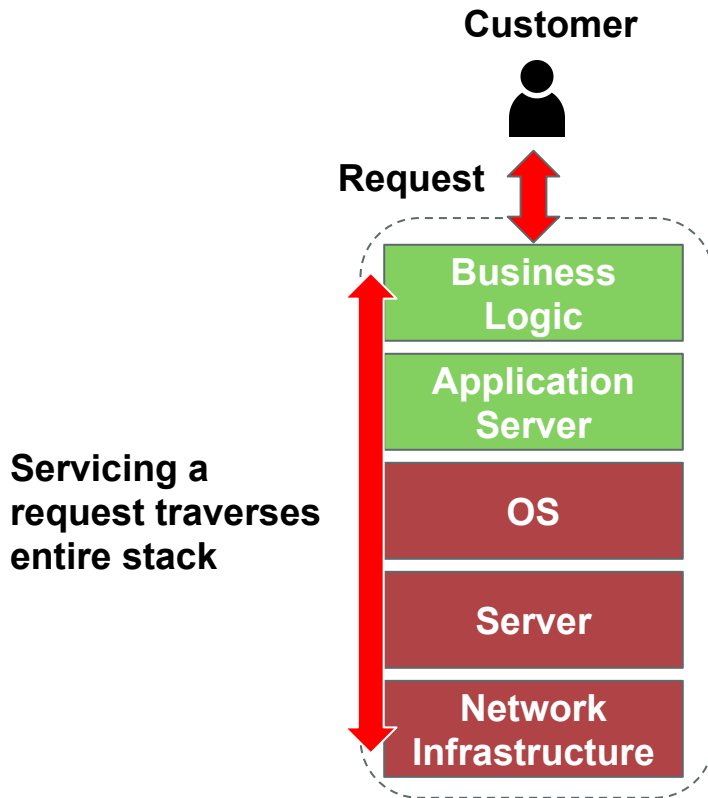 Customer
Request
Business
Logic
Application
Server
Servicing a
request traverses
entire stack
OS
Server
Network
Infrastructure